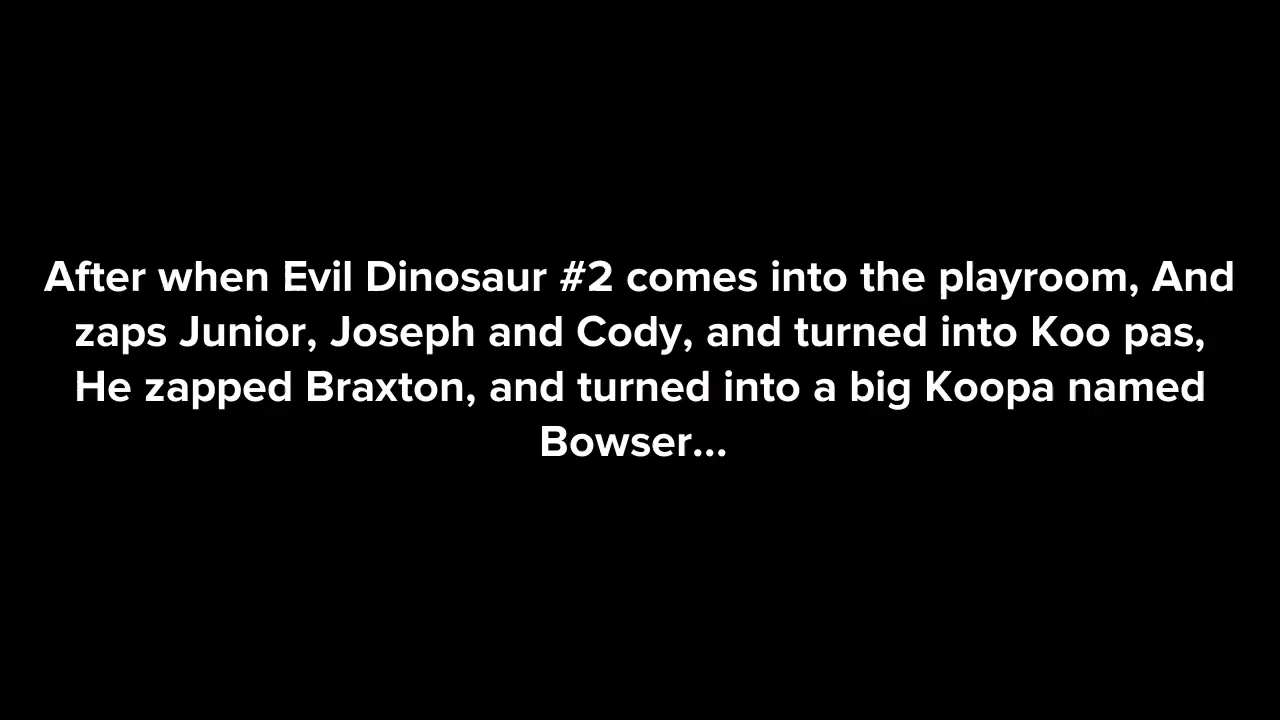 After when Evil Dinosaur #2 comes into the playroom, And
zaps Junior, Joseph and Cody, and turned into Koo pas,
He zapped Braxton, and turned into a big Koopa named
Bowser...